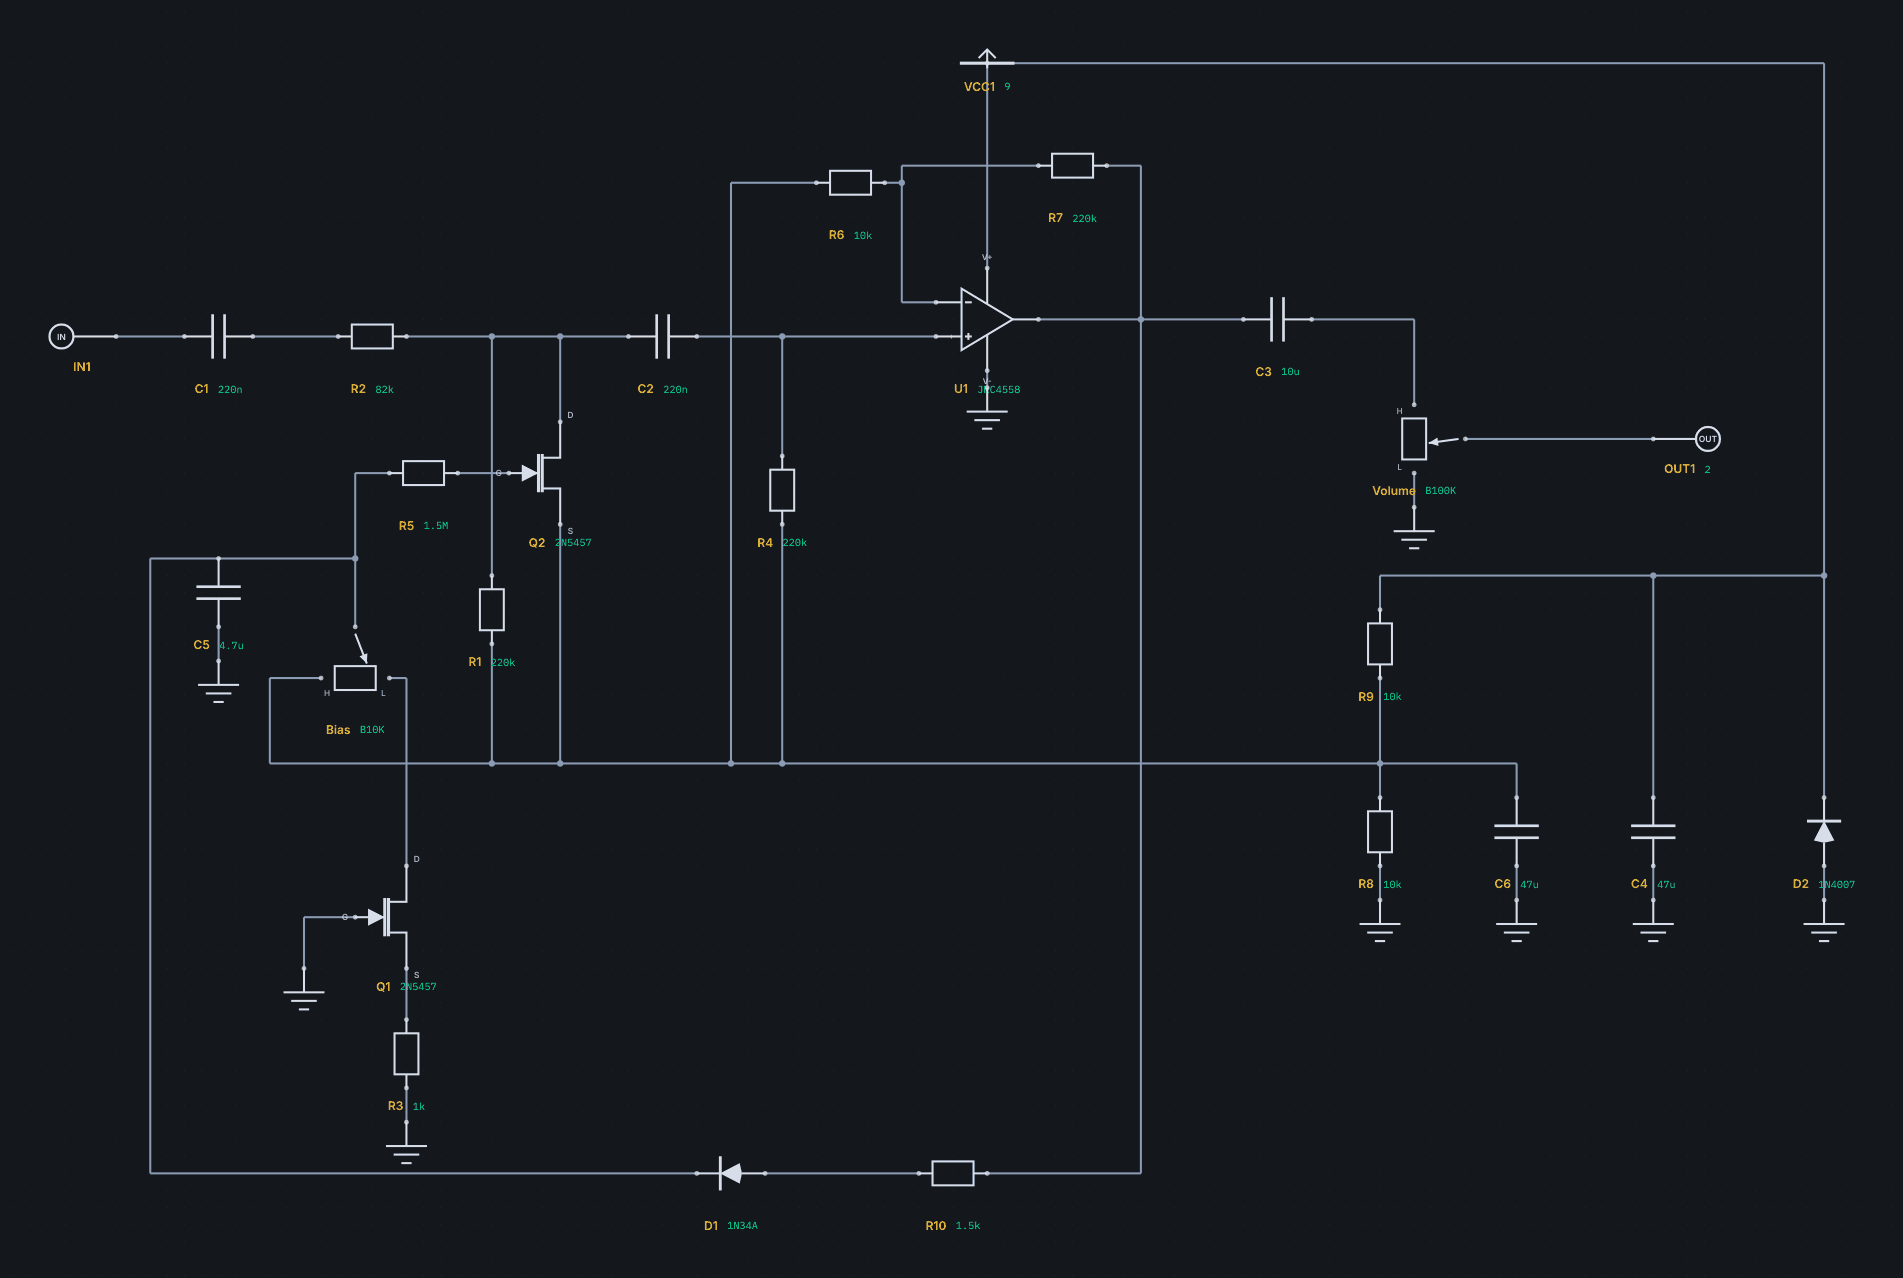 VCC1 9
R7 220k
R6 10k
V+
IN
IN1
C1 220n
R2 82k
C2 220n
V-
U1 JRC4558
C3 10u
H
D
OUT
L
OUT1 2
G
Volume B100K
R5 1.5M
S
Q2 2N5457
R4 220k
C5 4.7u
R1 220k
H L
R9 10k
Bias B10K
D
R8 10k
C6 47u
C4 47u
D2 1N4007
G
S
Q1 2N5457
R3 1k
D1 1N34A
R10 1.5k